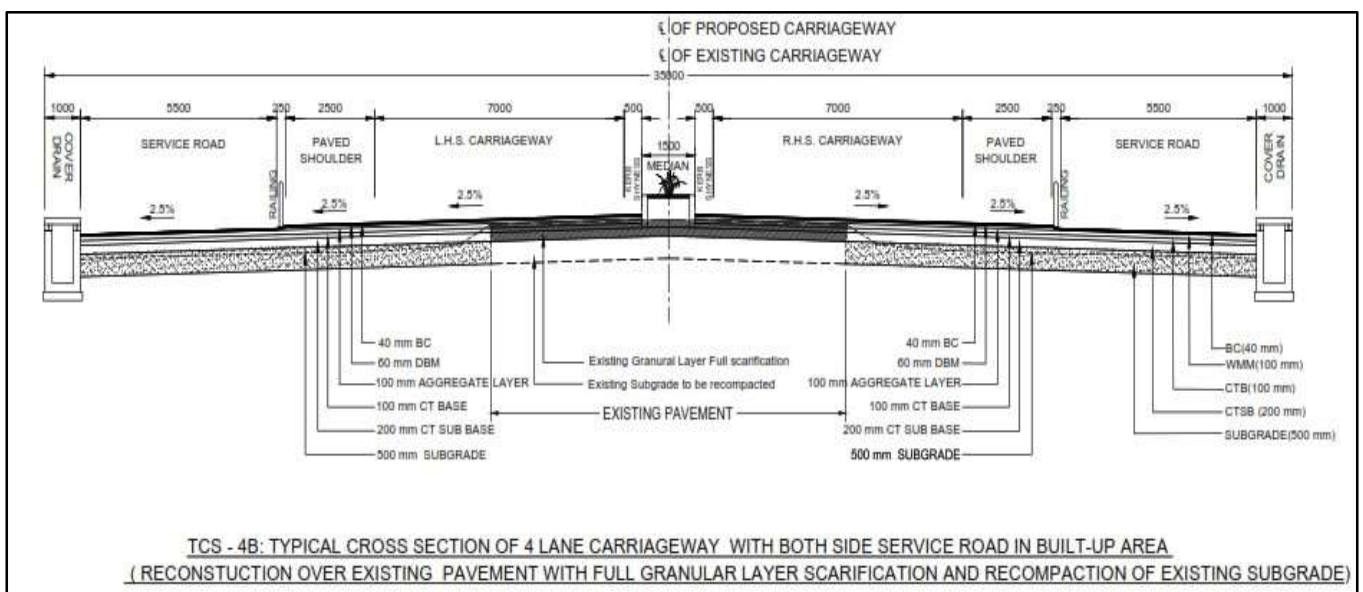 ℄ OF PROPOSED CARRIAGEWAY
℄ OF EXISTING CARRIAGEWAY
35000
1000 5500 250 2500 7000 500 500 7000 2500 250 5500 1000
COVER DRAIN
SERVICE ROAD
RAILING
PAVED SHOULDER
L.H.S. CARRIAGEWAY
KERB SHYNESS
1500
MEDIAN
KERB SHYNESS
R.H.S. CARRIAGEWAY
PAVED SHOULDER
RAILING
SERVICE ROAD
COVER DRAIN
2.5% 2.5% 2.5% 2.5% 2.5% 2.5%
40 mm BC
60 mm DBM
100 mm AGGREGATE LAYER
100 mm CT BASE
200 mm CT SUB BASE
500 mm SUBGRADE
Existing Granural Layer Full scarification
Existing Subgrade to be recompacted
EXISTING PAVEMENT
40 mm BC
60 mm DBM
100 mm AGGREGATE LAYER
100 mm CT BASE
200 mm CT SUB BASE
500 mm SUBGRADE
BC(40 mm)
WMM(100 mm)
CTB(100 mm)
CTSB (200 mm)
SUBGRADE(500 mm)
TCS - 4B: TYPICAL CROSS SECTION OF 4 LANE CARRIAGEWAY WITH BOTH SIDE SERVICE ROAD IN BUILT-UP AREA
( RECONSTUCTION OVER EXISTING PAVEMENT WITH FULL GRANULAR LAYER SCARIFICATION AND RECOMPACTION OF EXISTING SUBGRADE)